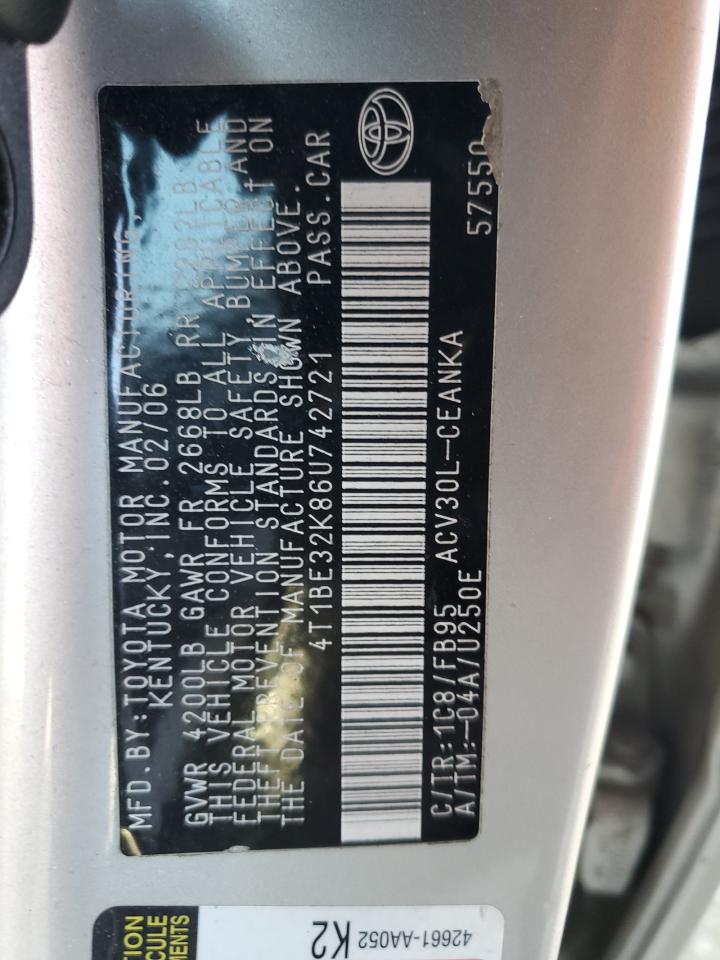 MFD.BY:TOYOTA MOTOR MANUFACTURING,
KENTUCKY,INC.02/06
GVWR 4200LB GAWR FR 2668LB RR
THIS VEHICLE CONFORMS TO ALL APPLICABLE
FEDERAL MOTOR VEHICLE SAFETY BUMPER AND
THEFT PREVENTION STANDARDS IN EFFECT ON
THE DATE OF MANUFACTURE SHOWN ABOVE.
4T1BE32K86U742721 PASS.CAR
C/TR:1C8/FB95 ACV30L-CEANKA
A/TM:-04A/U250E 5755
42661-AA052
K2